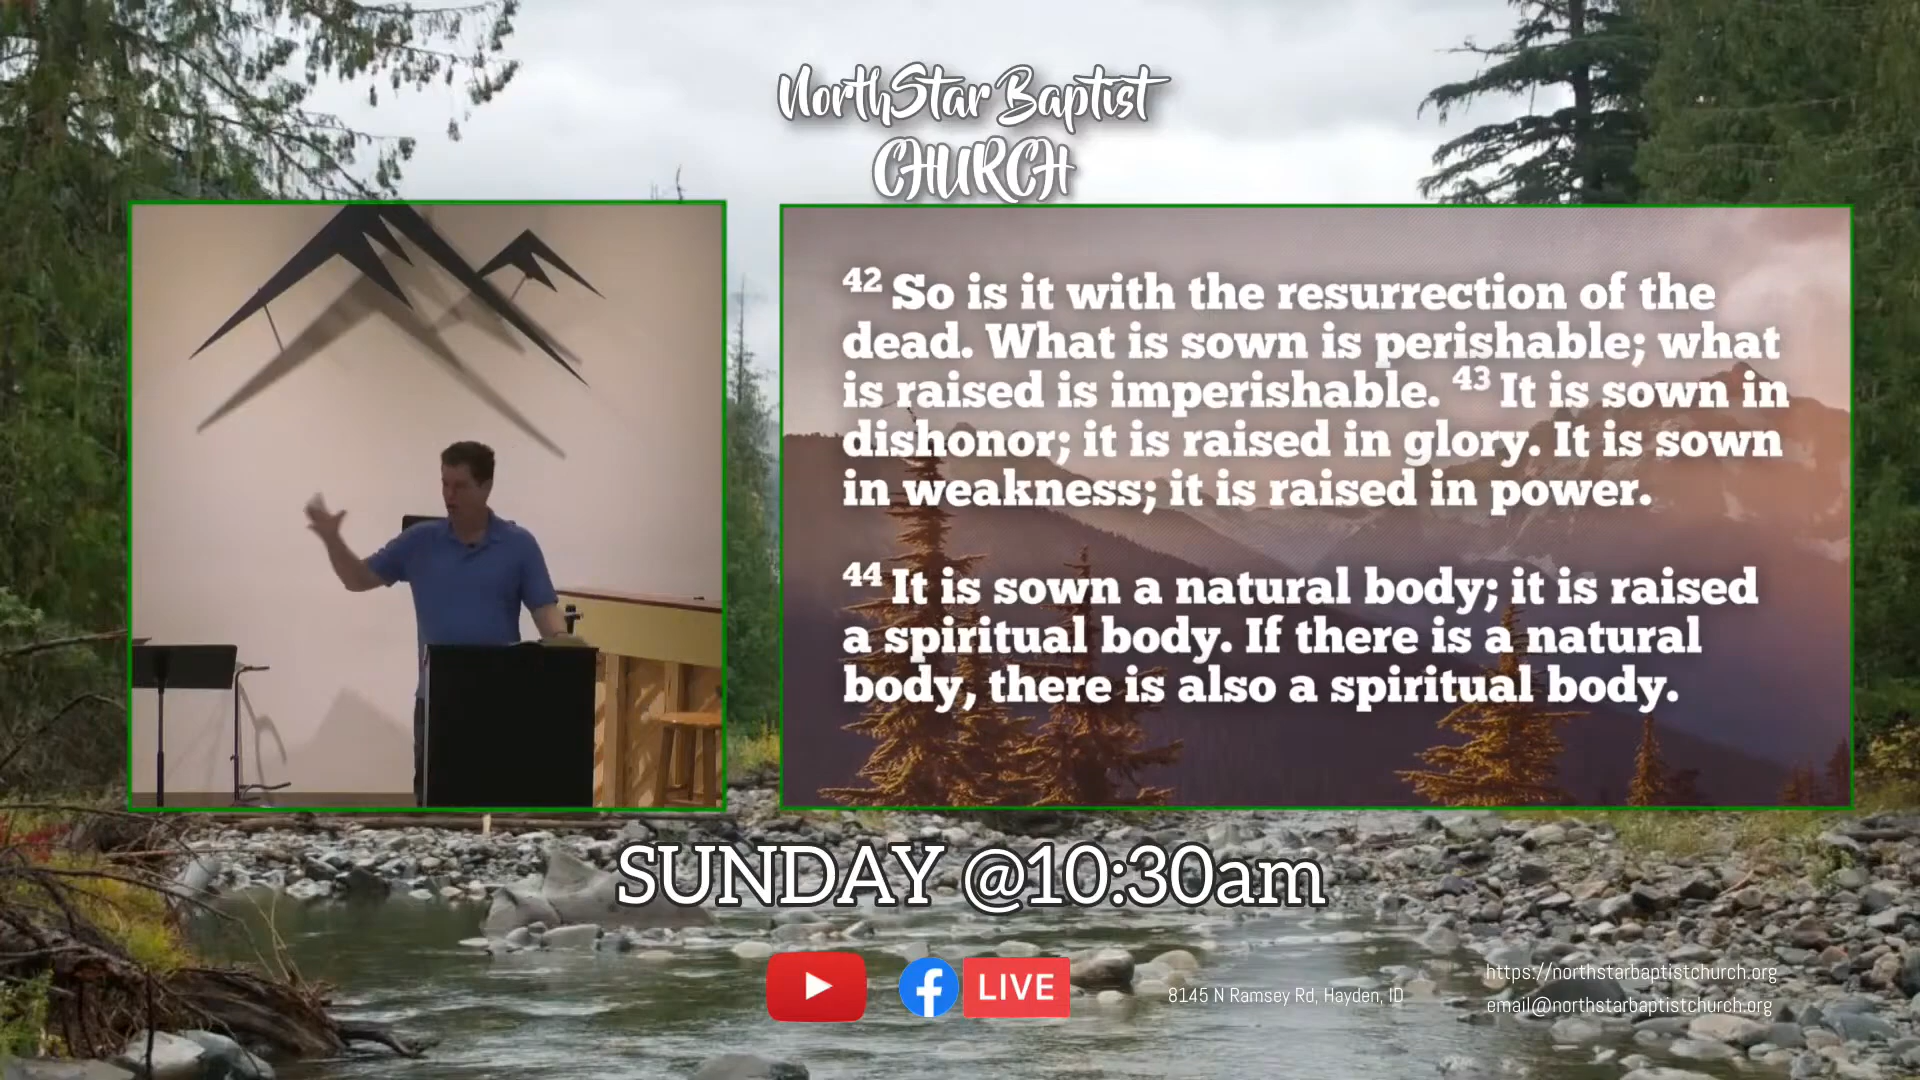 NorthStar Baptist
CHURCH
42 So is it with the resurrection of the
dead. What is sown is perishable; what
is raised is imperishable. 43 It is sown in
dishonor; it is raised in glory. It is sown
in weakness; it is raised in power.
44 It is sown a natural body; it is raised
a spiritual body. If there is a natural
body, there is also a spiritual body.
SUNDAY @10:30am
LIVE
8145 N Ramsey Rd, Hayden, ID
https://northstarbaptistchurch.org
email@northstarbaptistchurch.org